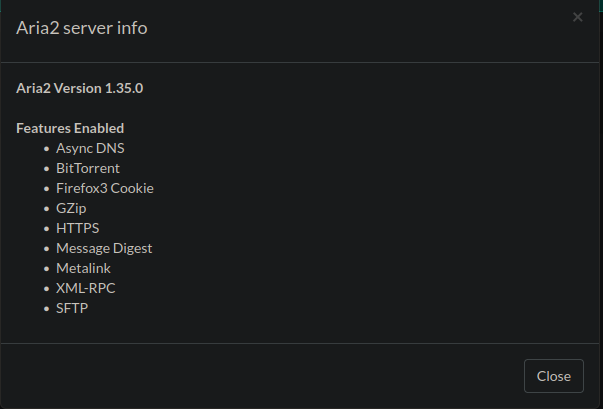 Aria2 server info
×
Aria2 Version 1.35.0
Features Enabled
• Async DNS
• BitTorrent
• Firefox3 Cookie
• GZip
• HTTPS
• Message Digest
• Metalink
• XML-RPC
• SFTP
Close